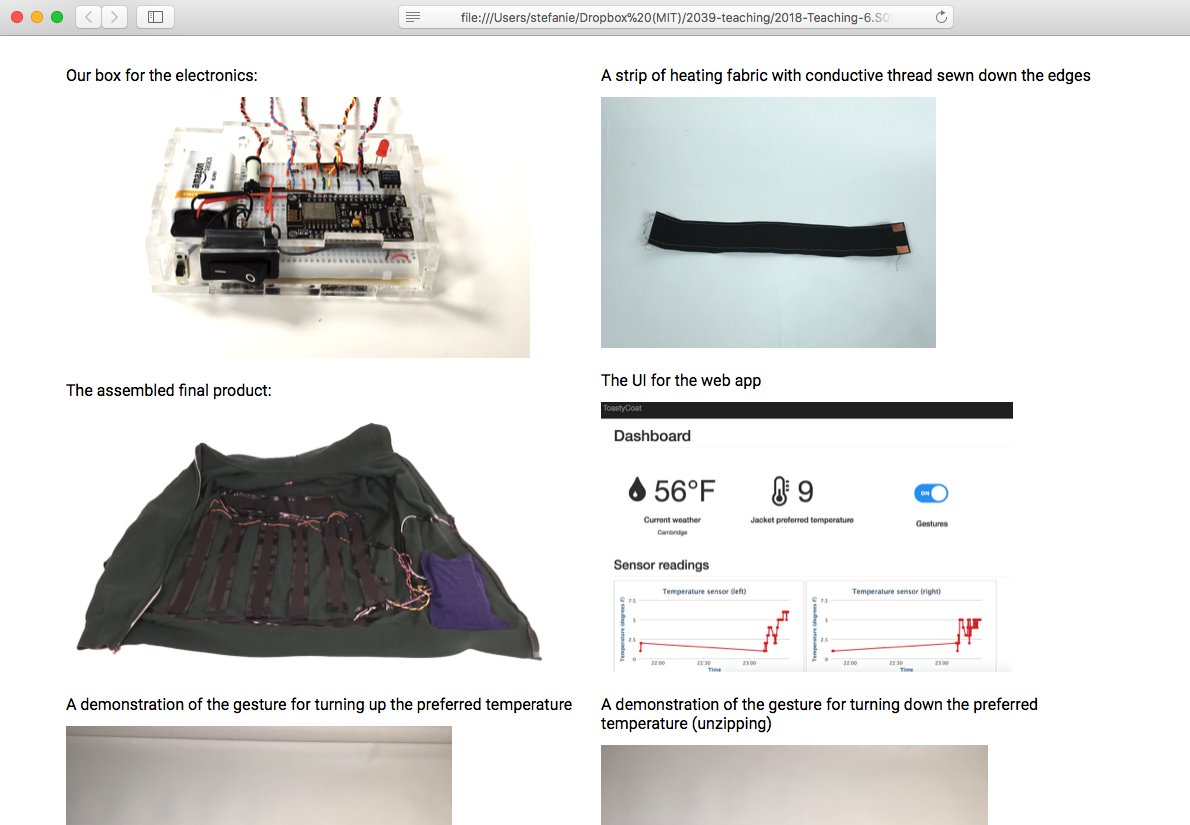 file:///Users/stefanie/Dropbox%20(MIT)/2039-teaching/2018-Teaching-6.S0
Our box for the electronics:
amazon
basics
The assembled final product:
A demonstration of the gesture for turning up the preferred temperature
A strip of heating fabric with conductive thread sewn down the edges
The UI for the web app
ToastyCost
Dashboard
56°F
9
ON
Current weather
Jacket preferred temperature
Gestures
Cambridge
Sensor readings
Temperature sensor (left)
Temperature (degrees F)
7.5
5
2.5
0
22:00
22:30
23:00
Time
Temperature sensor (right)
Temperature (degrees F)
7.5
5
2.5
0
22:00
22:30
23:00
Time
A demonstration of the gesture for turning down the preferred
temperature (unzipping)